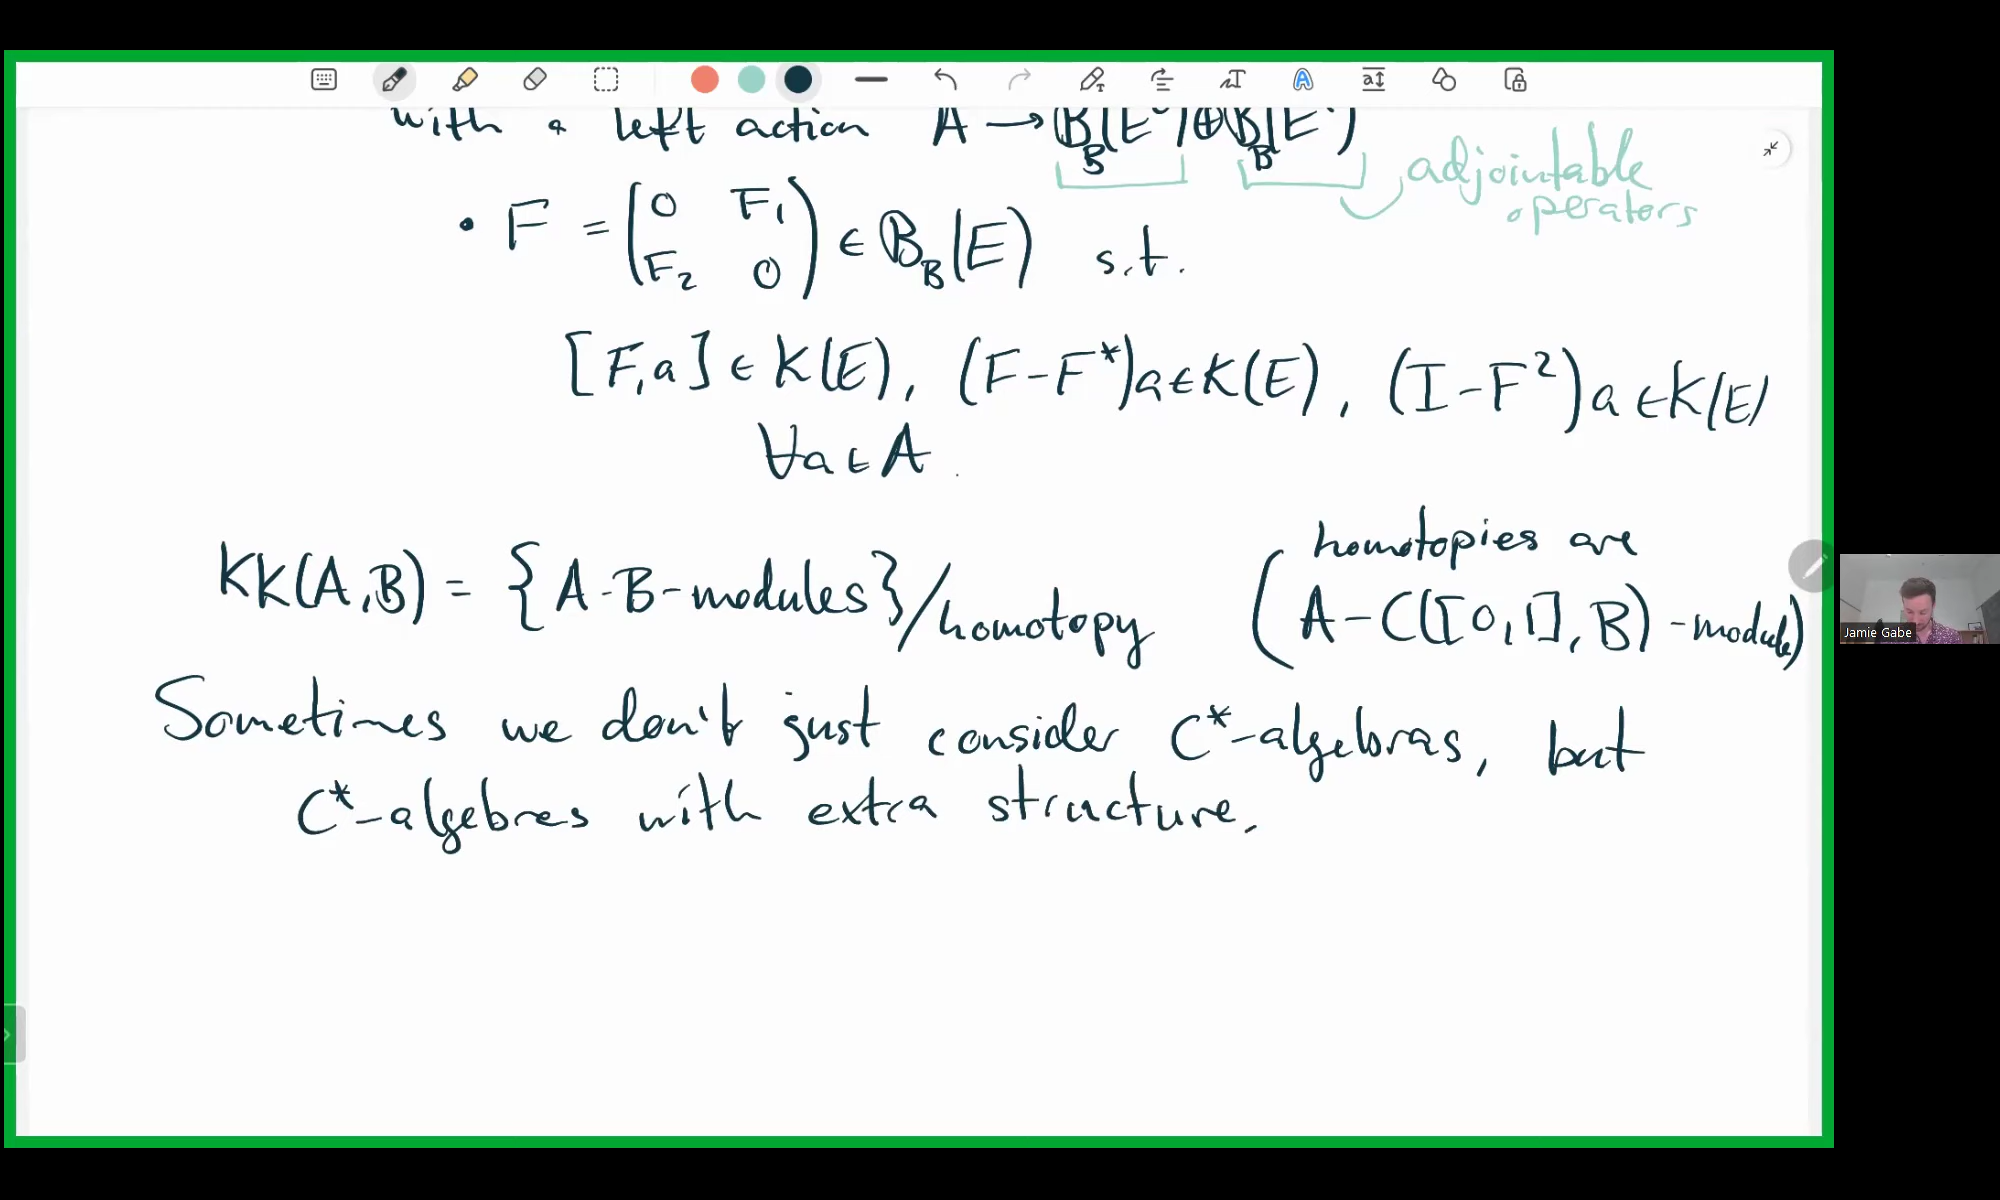 with a left action A → 𝔹_B(E⁰) ⊕ 𝔹_B(E¹)
adjointable
operators
• F = (0 F₁
F₂ 0) ∈ 𝔹_B(E) s.t.
[F,a] ∈ K(E), (F-F*)a ∈ K(E), (I-F²)a ∈ K(E)
∀a ∈ A.
homotopies are
KK(A,B) = {A-B-modules}/homotopy (A-C([0,1],B)-module)
Jamie Gabe
Sometimes we don't just consider C*-algebras, but
C*-algebras with extra structure.